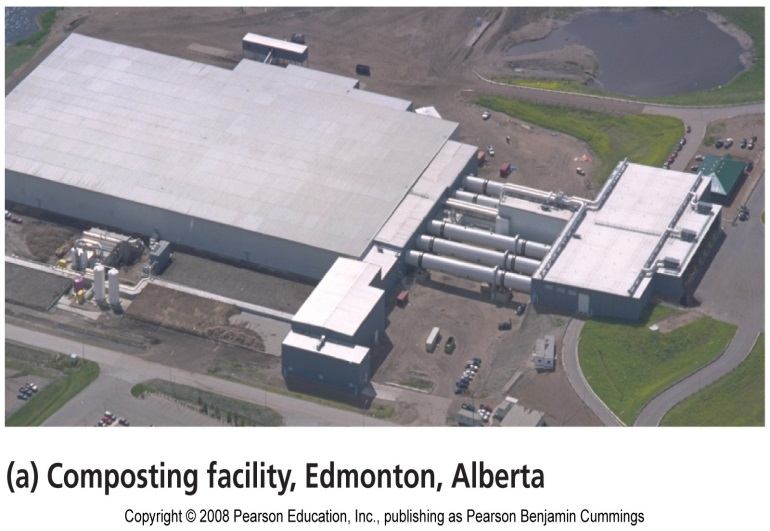 (a) Composting facility, Edmonton, Alberta
Copyright © 2008 Pearson Education, Inc., publishing as Pearson Benjamin Cummings